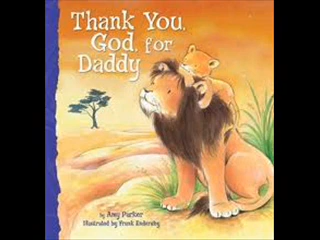 Thank You,
God, for
Daddy
by Amy Parker
Illustrated by Frank Endersby